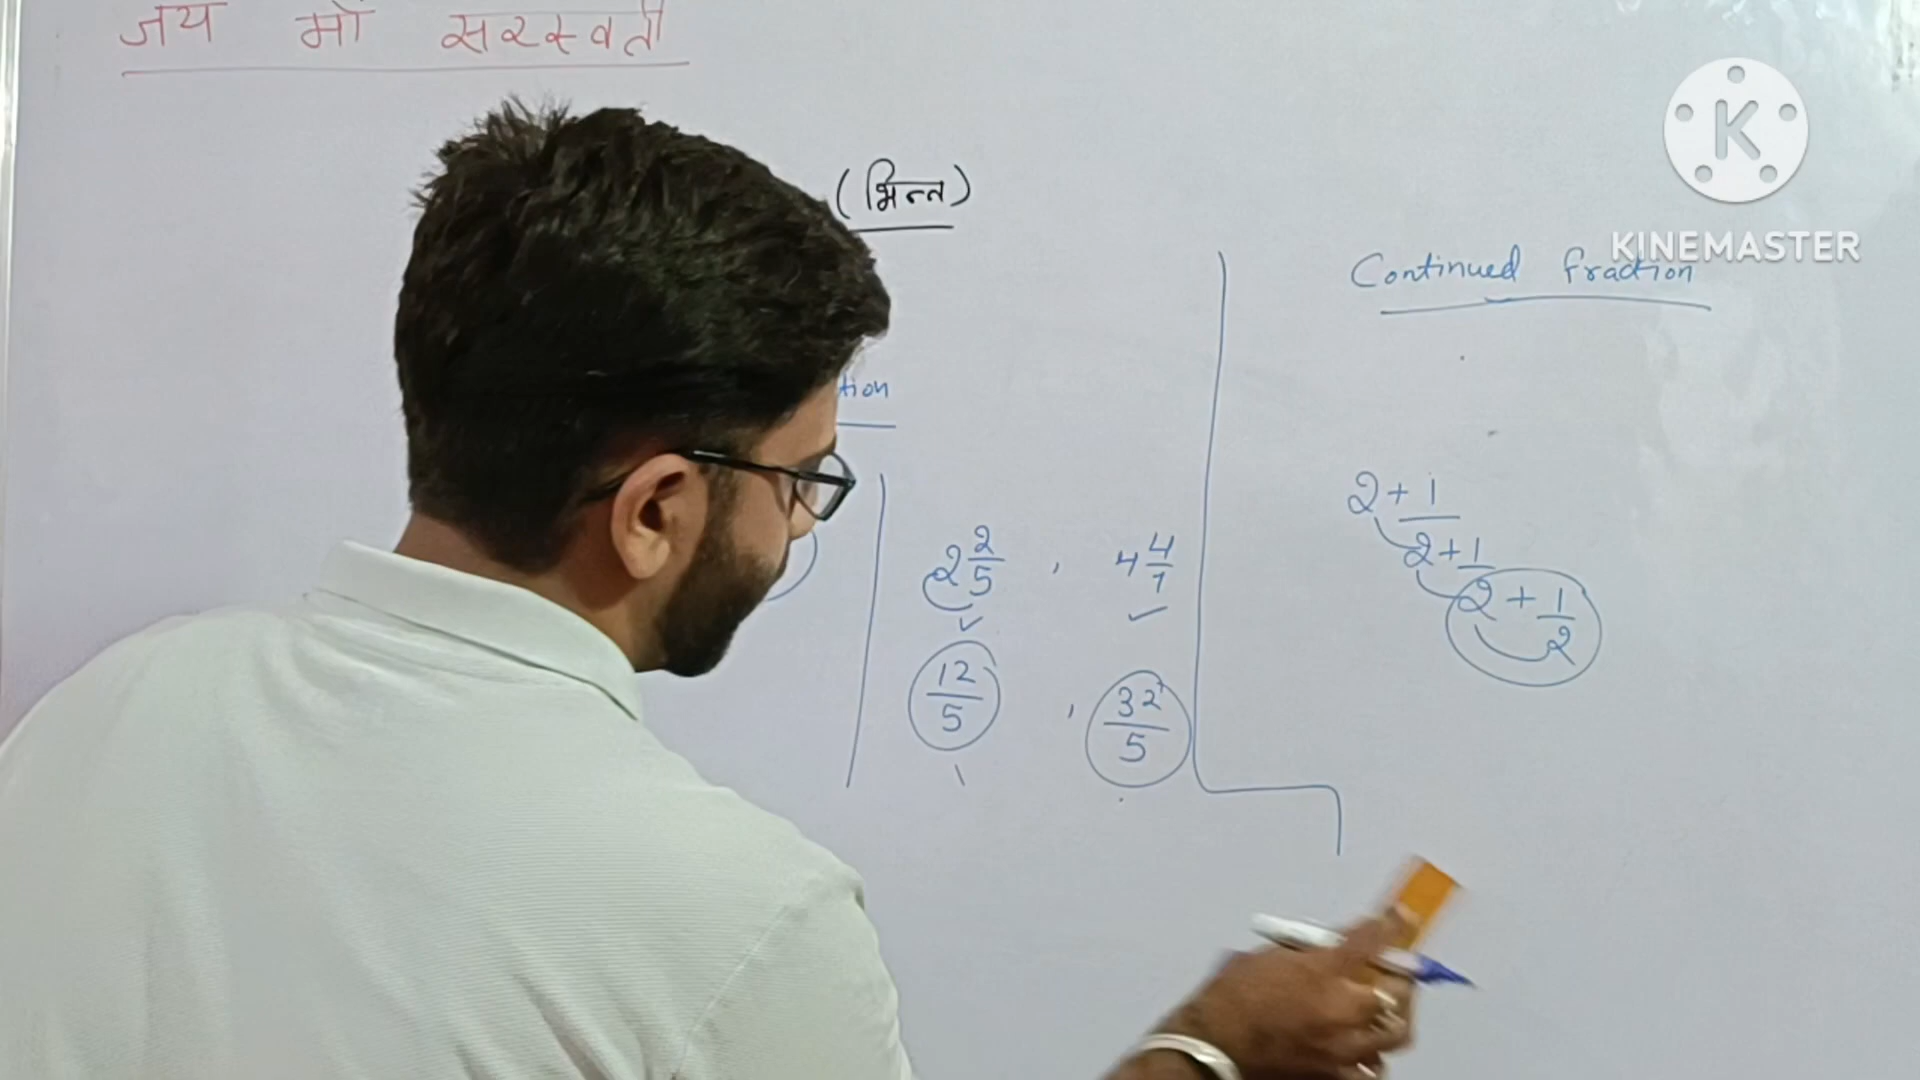 जय माँ सरस्वती
(भिन्न)
K
KINEMASTER
Continued fraction
tion
2 2/5 , 4 4/7
12/5 , 32/5
2 + 1
2 + 1
2 + 1/2